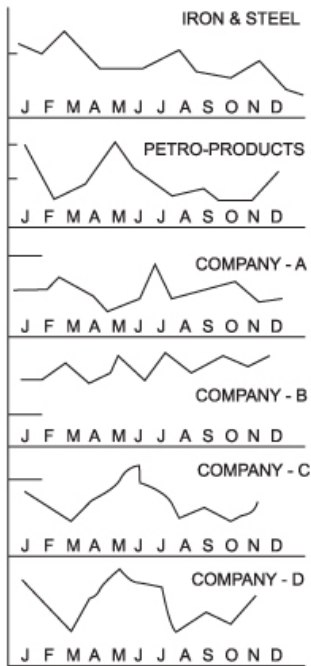 IRON & STEEL
J F M A M J J A S O N D
PETRO-PRODUCTS
J F M A M J J A S O N D
COMPANY - A
J F M A M J J A S O N D
COMPANY - B
J F M A M J J A S O N D
COMPANY - C
J F M A M J J A S O N D
COMPANY - D
J F M A M J J A S O N D